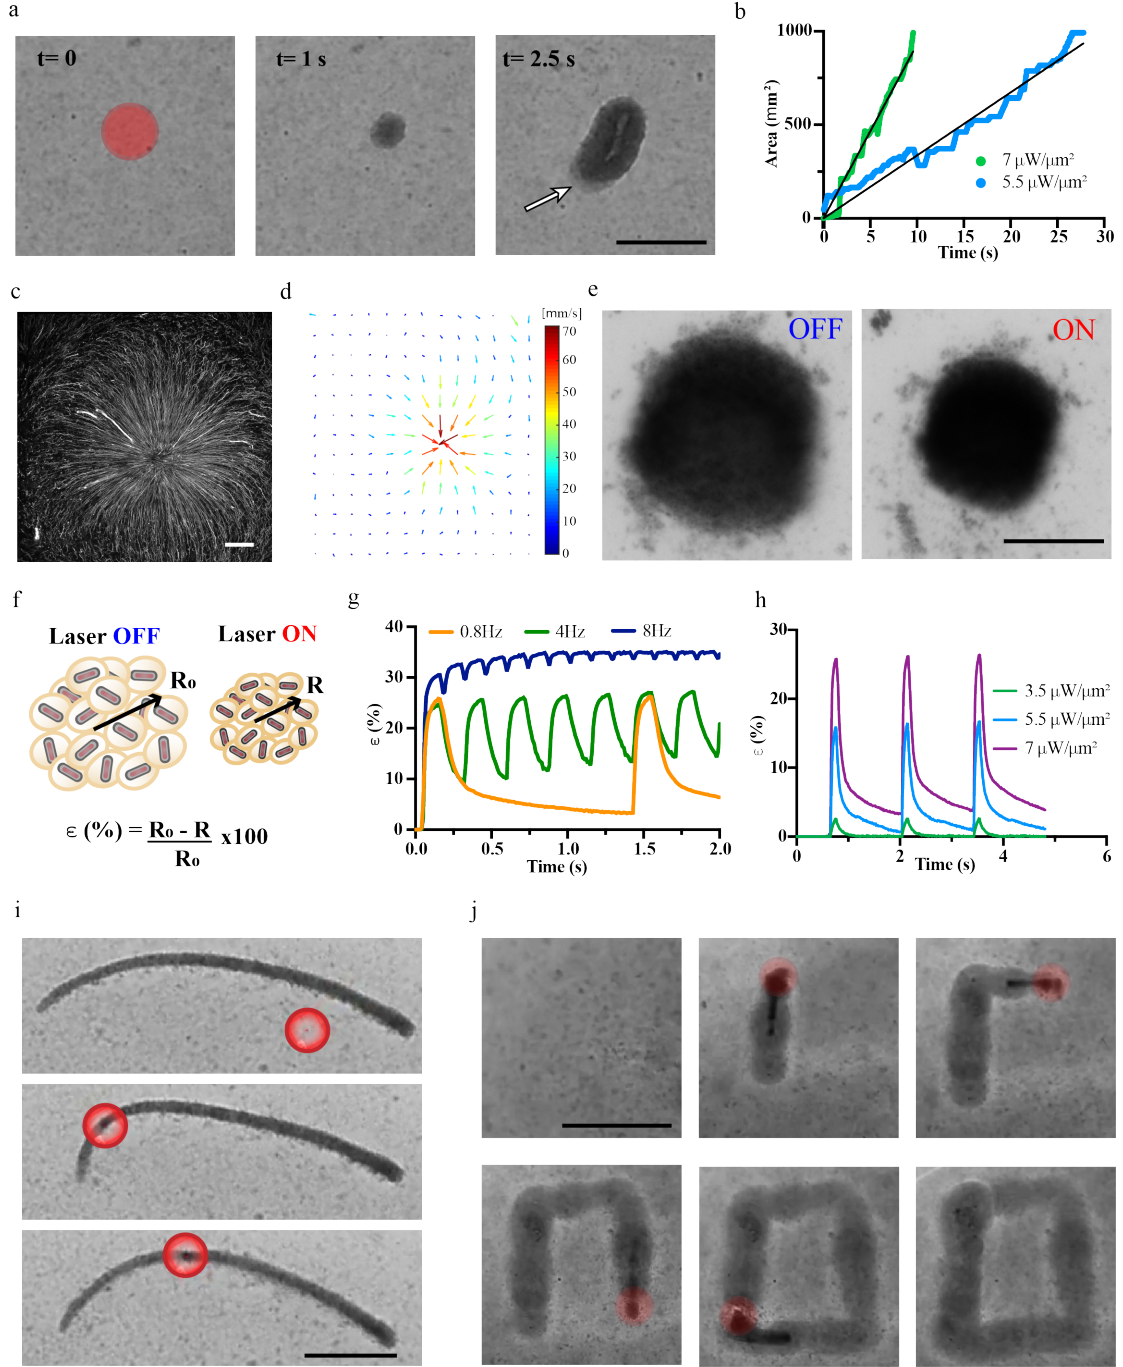 a
t= 0
t= 1 s
t= 2.5 s
b
1000
500
0
Area (mm²)
7 µW/µm²
5.5 µW/µm²
0 5 10 15 20 25 30
Time (s)
c
d
[mm/s]
70
60
50
40
30
20
10
0
e
OFF
ON
f
Laser OFF
Laser ON
R₀
R
ε (%) = R₀ - R x100
R₀
g
0.8Hz 4Hz 8Hz
40
30
20
10
0
ε (%)
0.0 0.5 1.0 1.5 2.0
Time (s)
h
30
20
10
0
ε (%)
3.5 µW/µm²
5.5 µW/µm²
7 µW/µm²
0 2 4 6
Time (s)
i
j